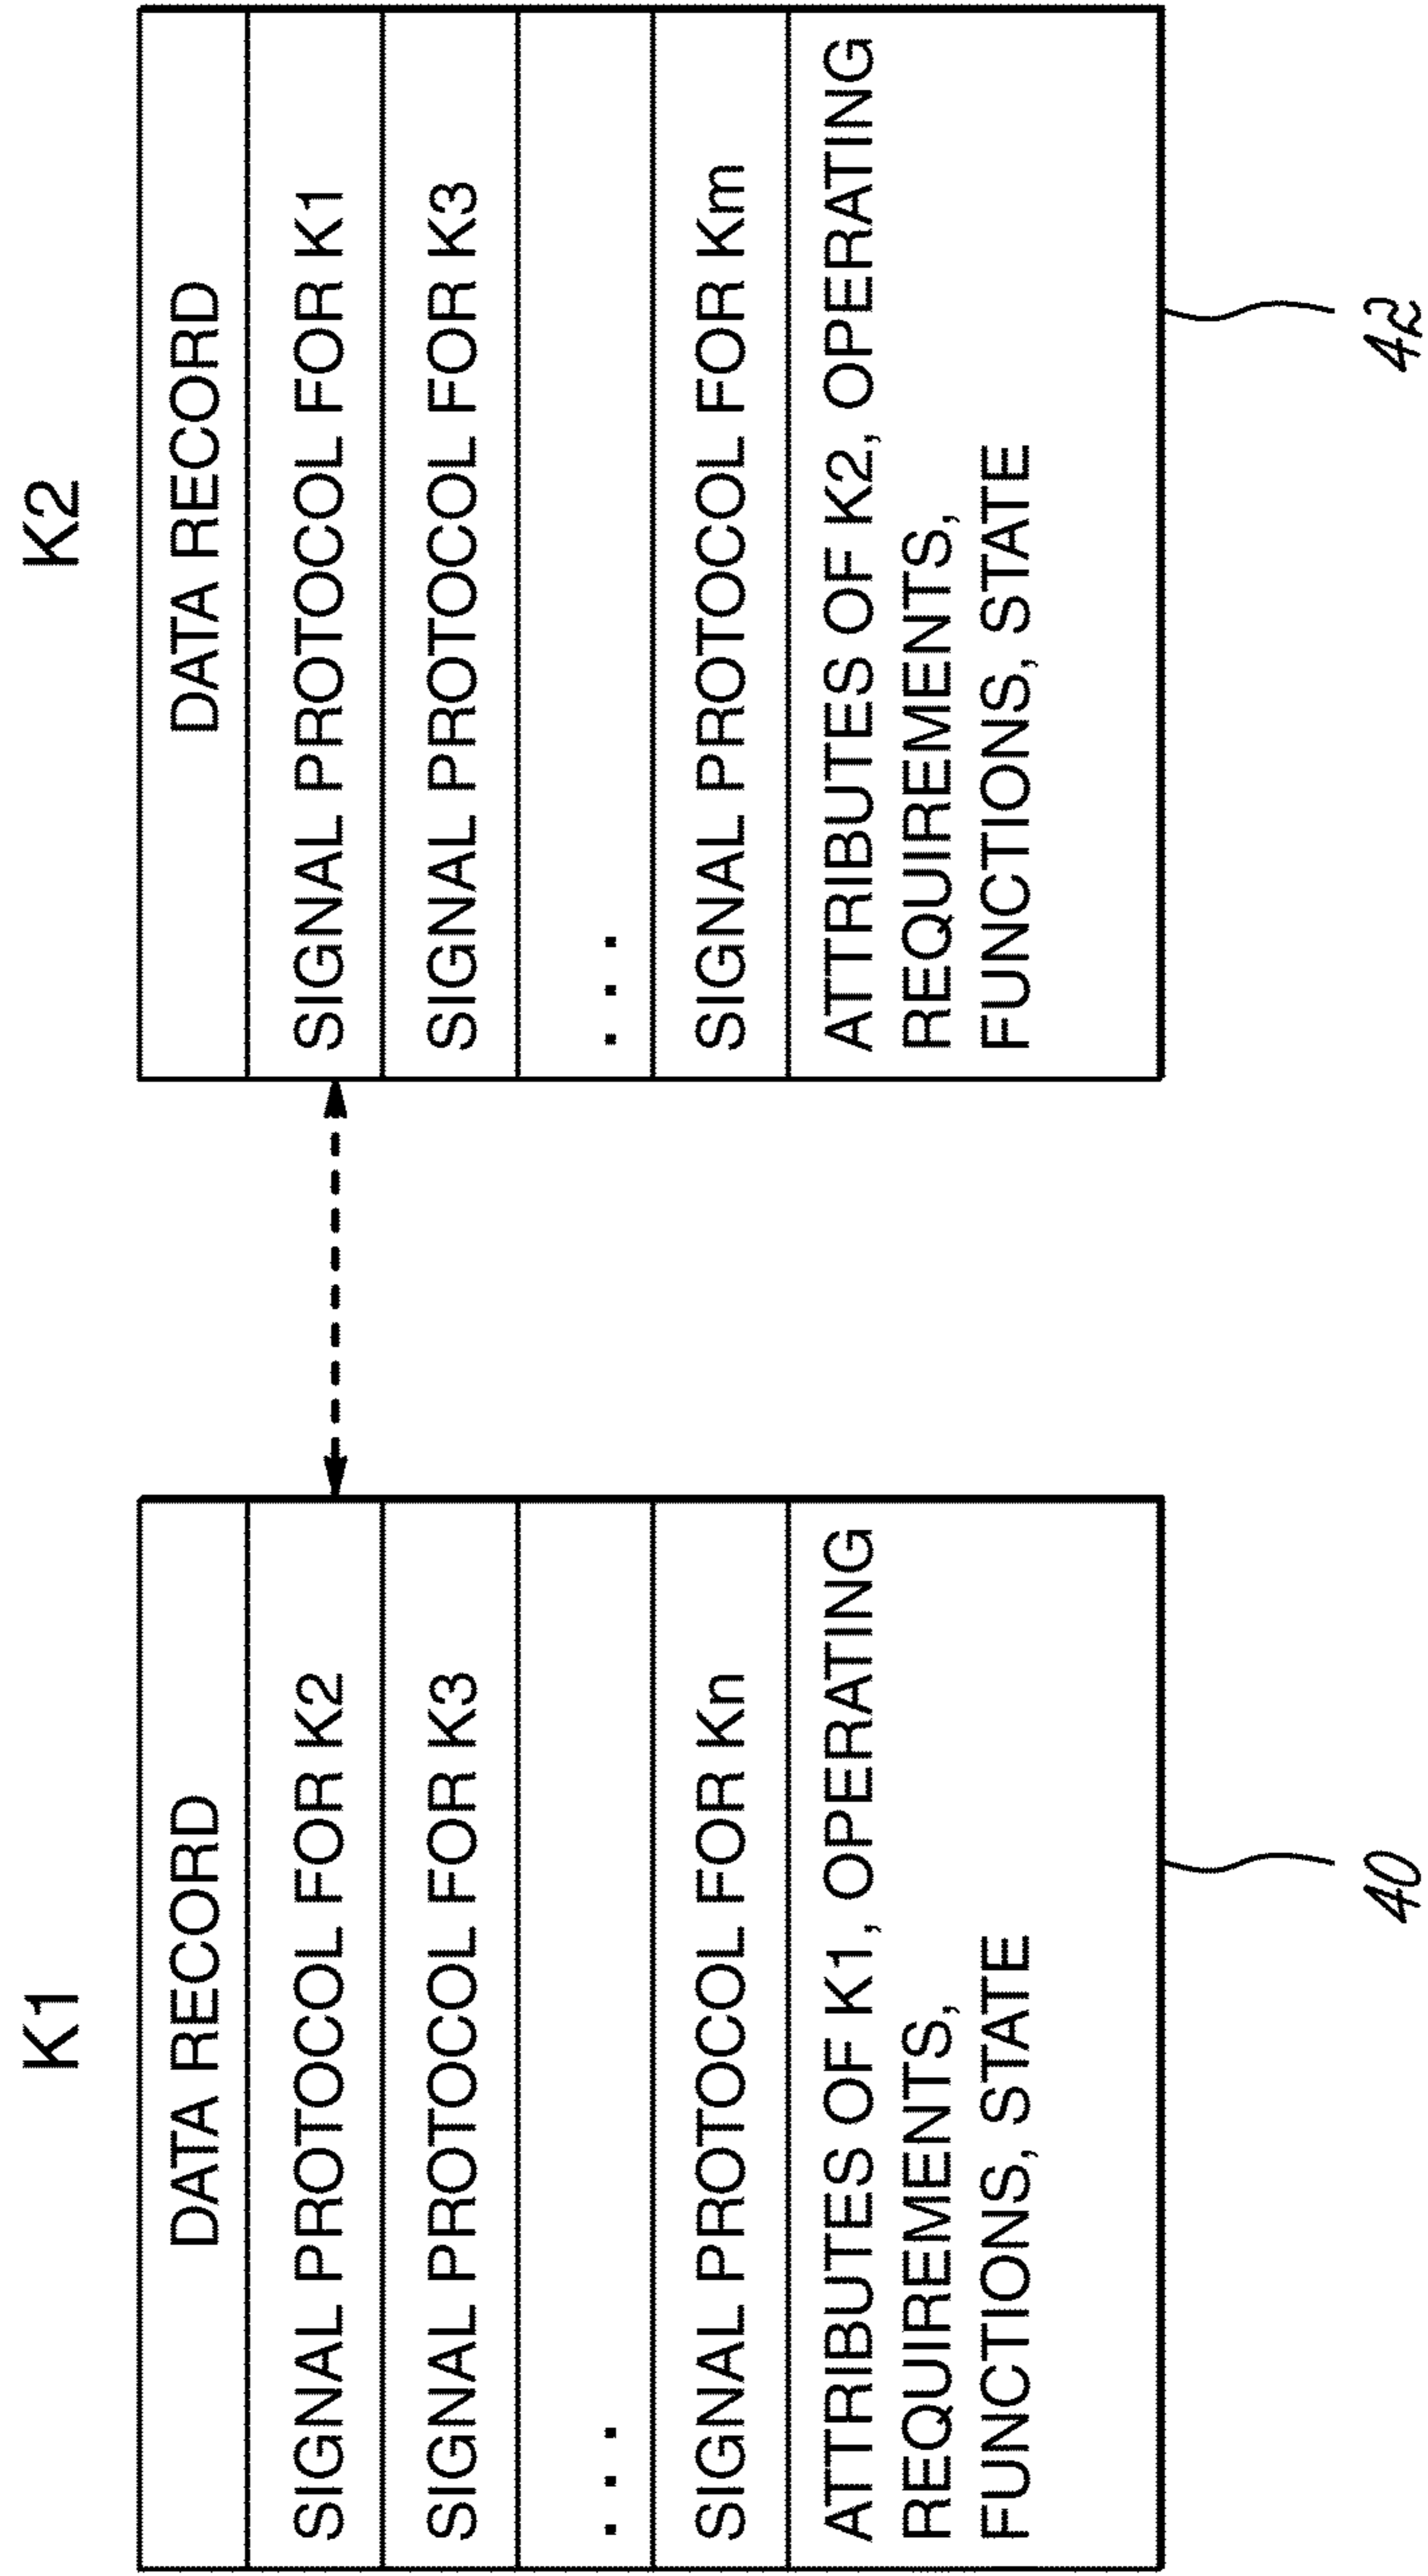 K1
DATA RECORD
SIGNAL PROTOCOL FOR K2
SIGNAL PROTOCOL FOR K3
. . .
SIGNAL PROTOCOL FOR Kn
ATTRIBUTES OF K1, OPERATING
REQUIREMENTS,
FUNCTIONS, STATE
40
K2
DATA RECORD
SIGNAL PROTOCOL FOR K1
SIGNAL PROTOCOL FOR K3
. . .
SIGNAL PROTOCOL FOR Km
ATTRIBUTES OF K2, OPERATING
REQUIREMENTS,
FUNCTIONS, STATE
42